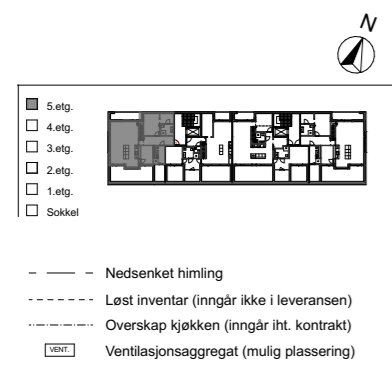 N
5.etg.
4.etg.
3.etg.
2.etg.
1.etg.
Sokkel
Nedsenket himling
Løst inventar (inngår ikke i leveransen)
Overskap kjøkken (inngår iht. kontrakt)
VENT. Ventilasjonsaggregat (mulig plassering)